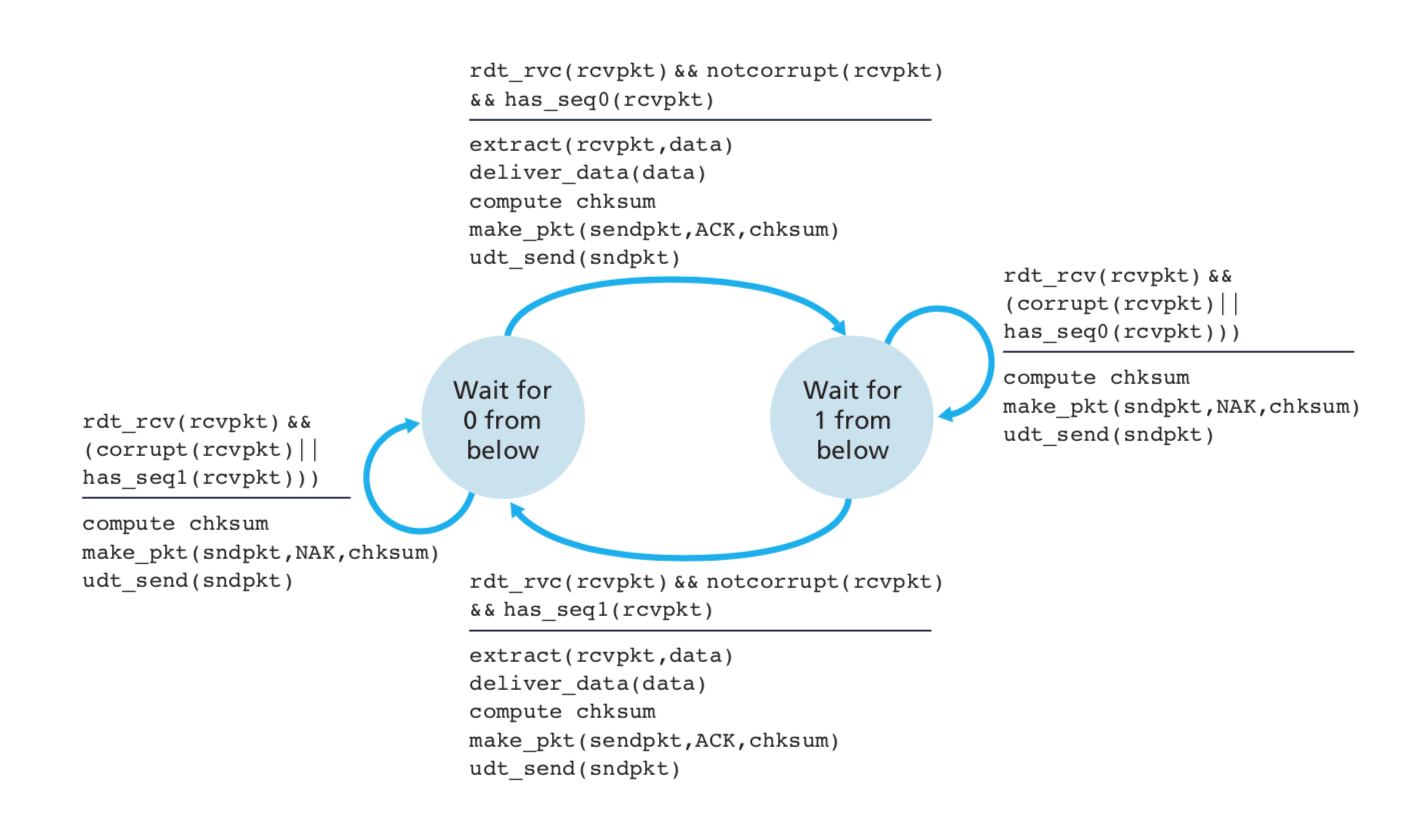 rdt_rvc(rcvpkt) && notcorrupt(rcvpkt)
&& has_seq0(rcvpkt)
extract(rcvpkt,data)
deliver_data(data)
compute chksum
make_pkt(sendpkt,ACK,chksum)
udt_send(sndpkt)
rdt_rcv(rcvpkt) &&
(corrupt(rcvpkt)||
has_seq0(rcvpkt)))
compute chksum
make_pkt(sndpkt,NAK,chksum)
udt_send(sndpkt)
Wait for
0 from
below
Wait for
1 from
below
rdt_rcv(rcvpkt) &&
(corrupt(rcvpkt)||
has_seq1(rcvpkt)))
compute chksum
make_pkt(sndpkt,NAK,chksum)
udt_send(sndpkt)
rdt_rvc(rcvpkt) && notcorrupt(rcvpkt)
&& has_seq1(rcvpkt)
extract(rcvpkt,data)
deliver_data(data)
compute chksum
make_pkt(sendpkt,ACK,chksum)
udt_send(sndpkt)